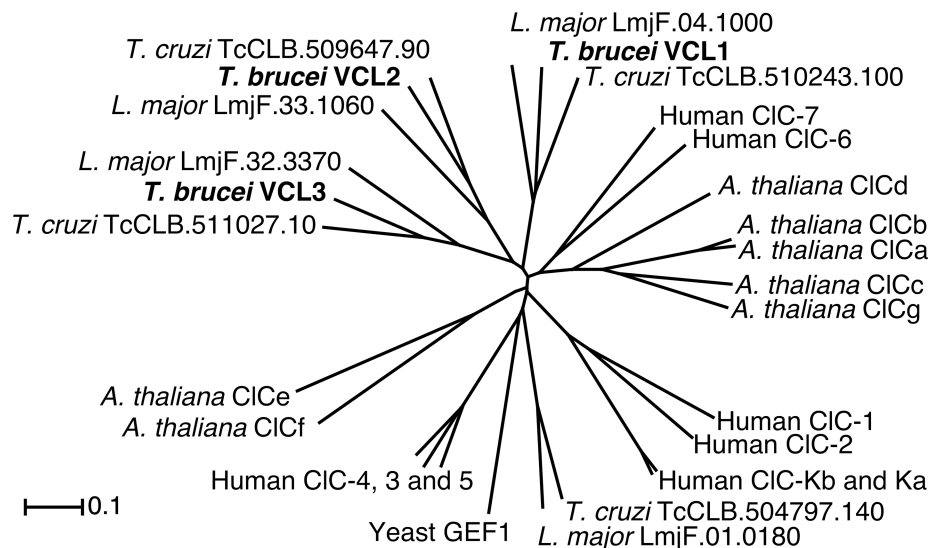 L. major LmjF.04.1000
T. cruzi TcCLB.509647.90
T. brucei VCL1
T. brucei VCL2
T. cruzi TcCLB.510243.100
L. major LmjF.33.1060
Human ClC-7
Human ClC-6
L. major LmjF.32.3370
T. brucei VCL3
A. thaliana ClCd
T. cruzi TcCLB.511027.10
A. thaliana ClCb
A. thaliana ClCa
A. thaliana ClCc
A. thaliana ClCg
A. thaliana ClCe
A. thaliana ClCf
Human ClC-1
Human ClC-2
Human ClC-4, 3 and 5
Human ClC-Kb and Ka
0.1
T. cruzi TcCLB.504797.140
Yeast GEF1
L. major LmjF.01.0180